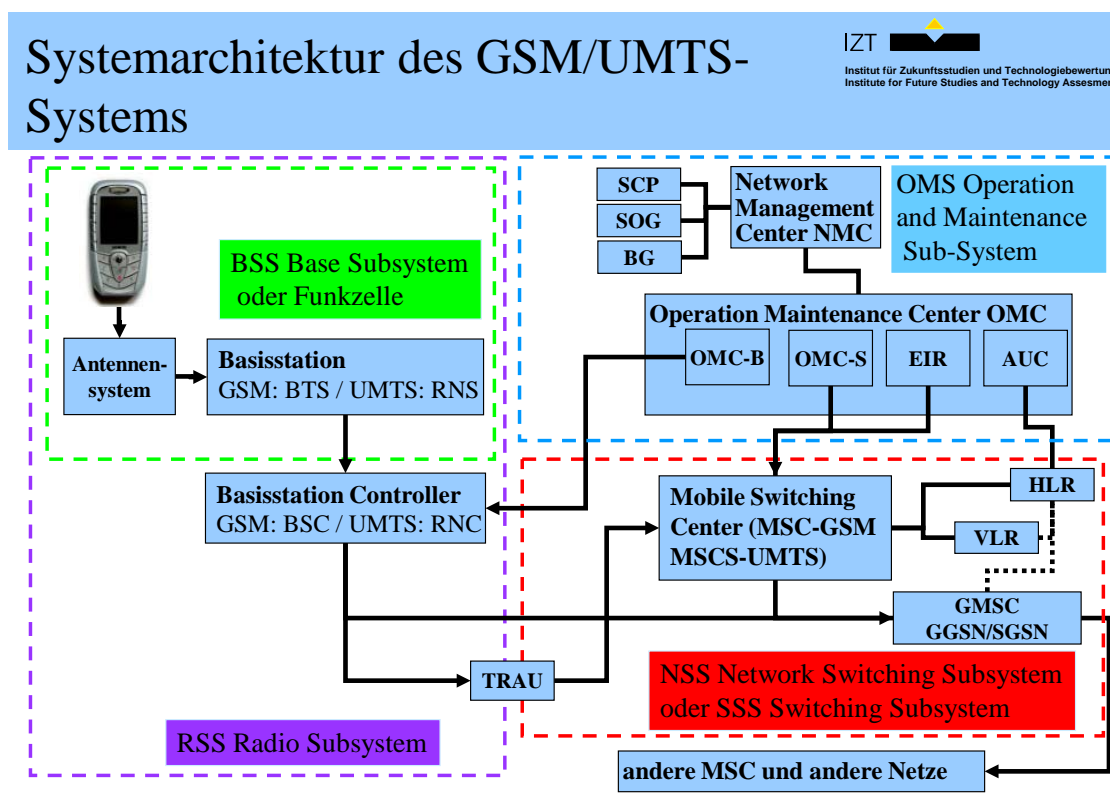 Systemarchitektur des GSM/UMTS-
Systems
IZT
Institut für Zukunftsstudien und Technologiebewertun
Institute for Future Studies and Technology Assesmen
BSS Base Subsystem
oder Funkzelle
Antennen-
system
Basisstation
GSM: BTS / UMTS: RNS
Basisstation Controller
GSM: BSC / UMTS: RNC
RSS Radio Subsystem
TRAU
SCP
SOG
BG
Network
Management
Center NMC
OMS Operation
and Maintenance
Sub-System
Operation Maintenance Center OMC
OMC-B
OMC-S
EIR
AUC
Mobile Switching
Center (MSC-GSM
MSCS-UMTS)
HLR
VLR
GMSC
GGSN/SGSN
NSS Network Switching Subsystem
oder SSS Switching Subsystem
andere MSC und andere Netze